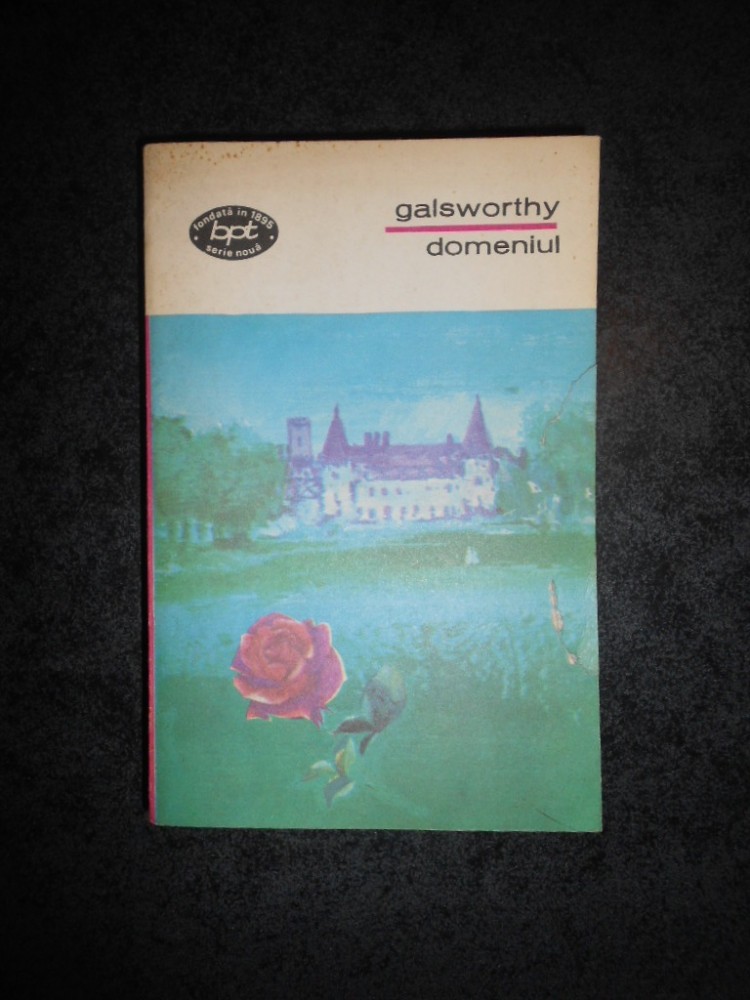 fondată în 1895
bpt
serie nouă
galsworthy
domeniul